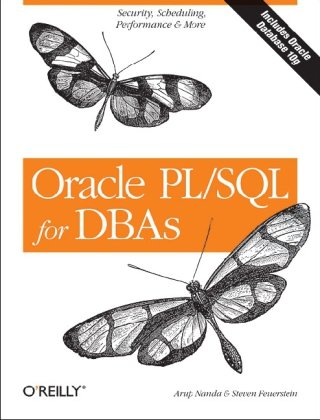 Security, Scheduling,
Performance & More
Includes Oracle
Database 10g
Oracle PL/SQL
for DBAs
O'REILLY®
Arup Nanda & Steven Feuerstein